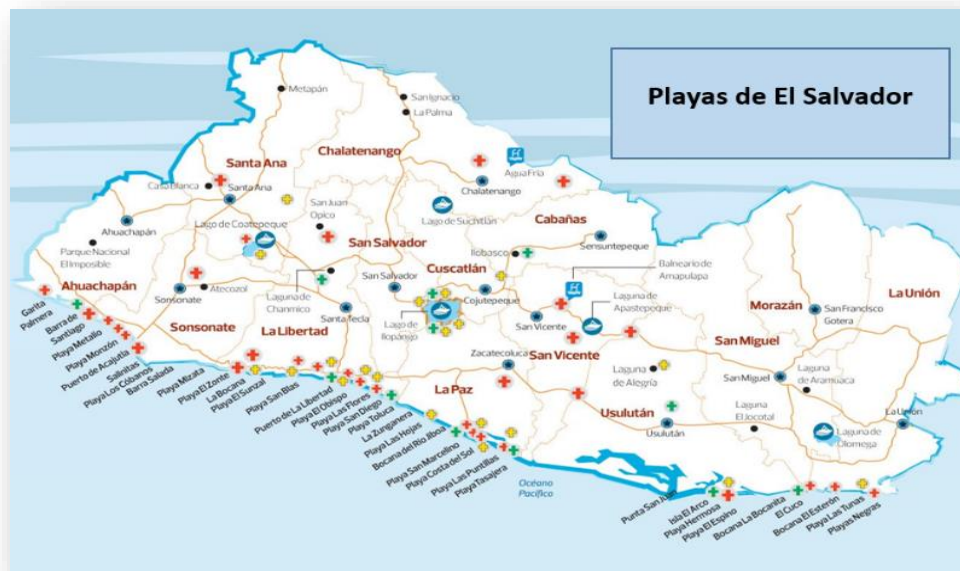 Playas de El Salvador
Metapán
San Ignacio
La Palma
Chalatenango
Santa Ana
Agua Fría
Casa Blanca
Santa Ana
Chalatenango
San Juan
Opico
Lago de Suchitlán
Cabañas
Ahuachapán
Lago de Coatepeque
Sensuntepeque
San Salvador
Ilobasco
Parque Nacional
El Imposible
Cuscatlán
Balneario de
Amapulapa
La Unión
Ahuachapán
San Salvador
Atecozol
Sonsonate
Laguna de
Chanmico
Cojutepeque
Laguna de
Apastepeque
Morazán
San Francisco
Gotera
Santa Tecla
Lago de
Ilopango
San Vicente
Sonsonate
La Libertad
San Miguel
Zacatecoluca
San Vicente
Laguna
de Alegría
San Miguel
Laguna
de Aramuaca
La Paz
Usulután
Laguna
El Jocotal
La Unión
Usulután
Laguna de
Olomega
Océano
Pacífico
Garita
Palmera
Barra de
Santiago
Playa Metalío
Playa Monzón
Puerto de Acajutla
Salinitas
Playa Los Cóbanos
Barra Salada
Playa Mizata
Playa El Zonte
La Bocana
Playa El Sunzal
Playa San Blas
Puerto de La Libertad
Playa El Obispo
Playa Las Flores
Playa San Diego
Playa Toluca
La Zunganera
Playa Las Hojas
Bocana del Río Jiboa
Playa San Marcelino
Playa Costa del Sol
Playa Las Puntillas
Playa Tasajera
Punta San Juan
Isla El Arco
Playa Hermosa
Playa El Espino
Bocana La Bocanita
El Cuco
Bocana El Esterón
Playa Las Tunas
Playas Negras